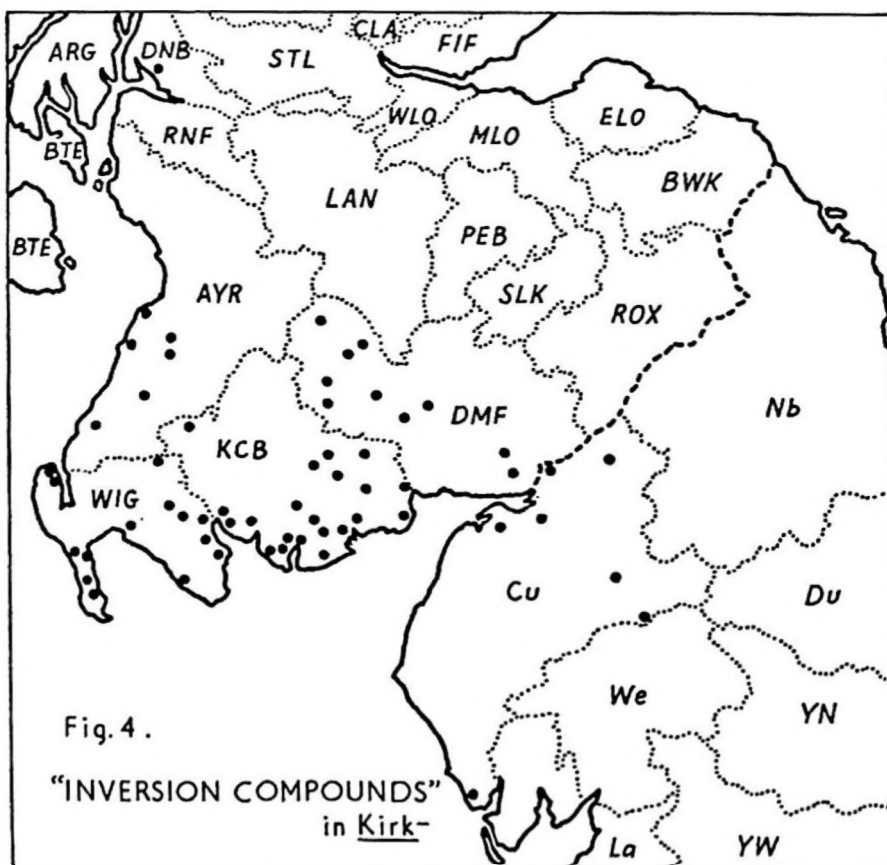 CLA
FIF
ARG
DNB
STL
WLO
ELO
RNF
MLO
BTE
BWK
LAN
PEB
BTE
SLK
AYR
ROX
Nb
DMF
KCB
WIG
Cu
Du
We
YN
Fig. 4.
"INVERSION COMPOUNDS"
in Kirk-
La
YW